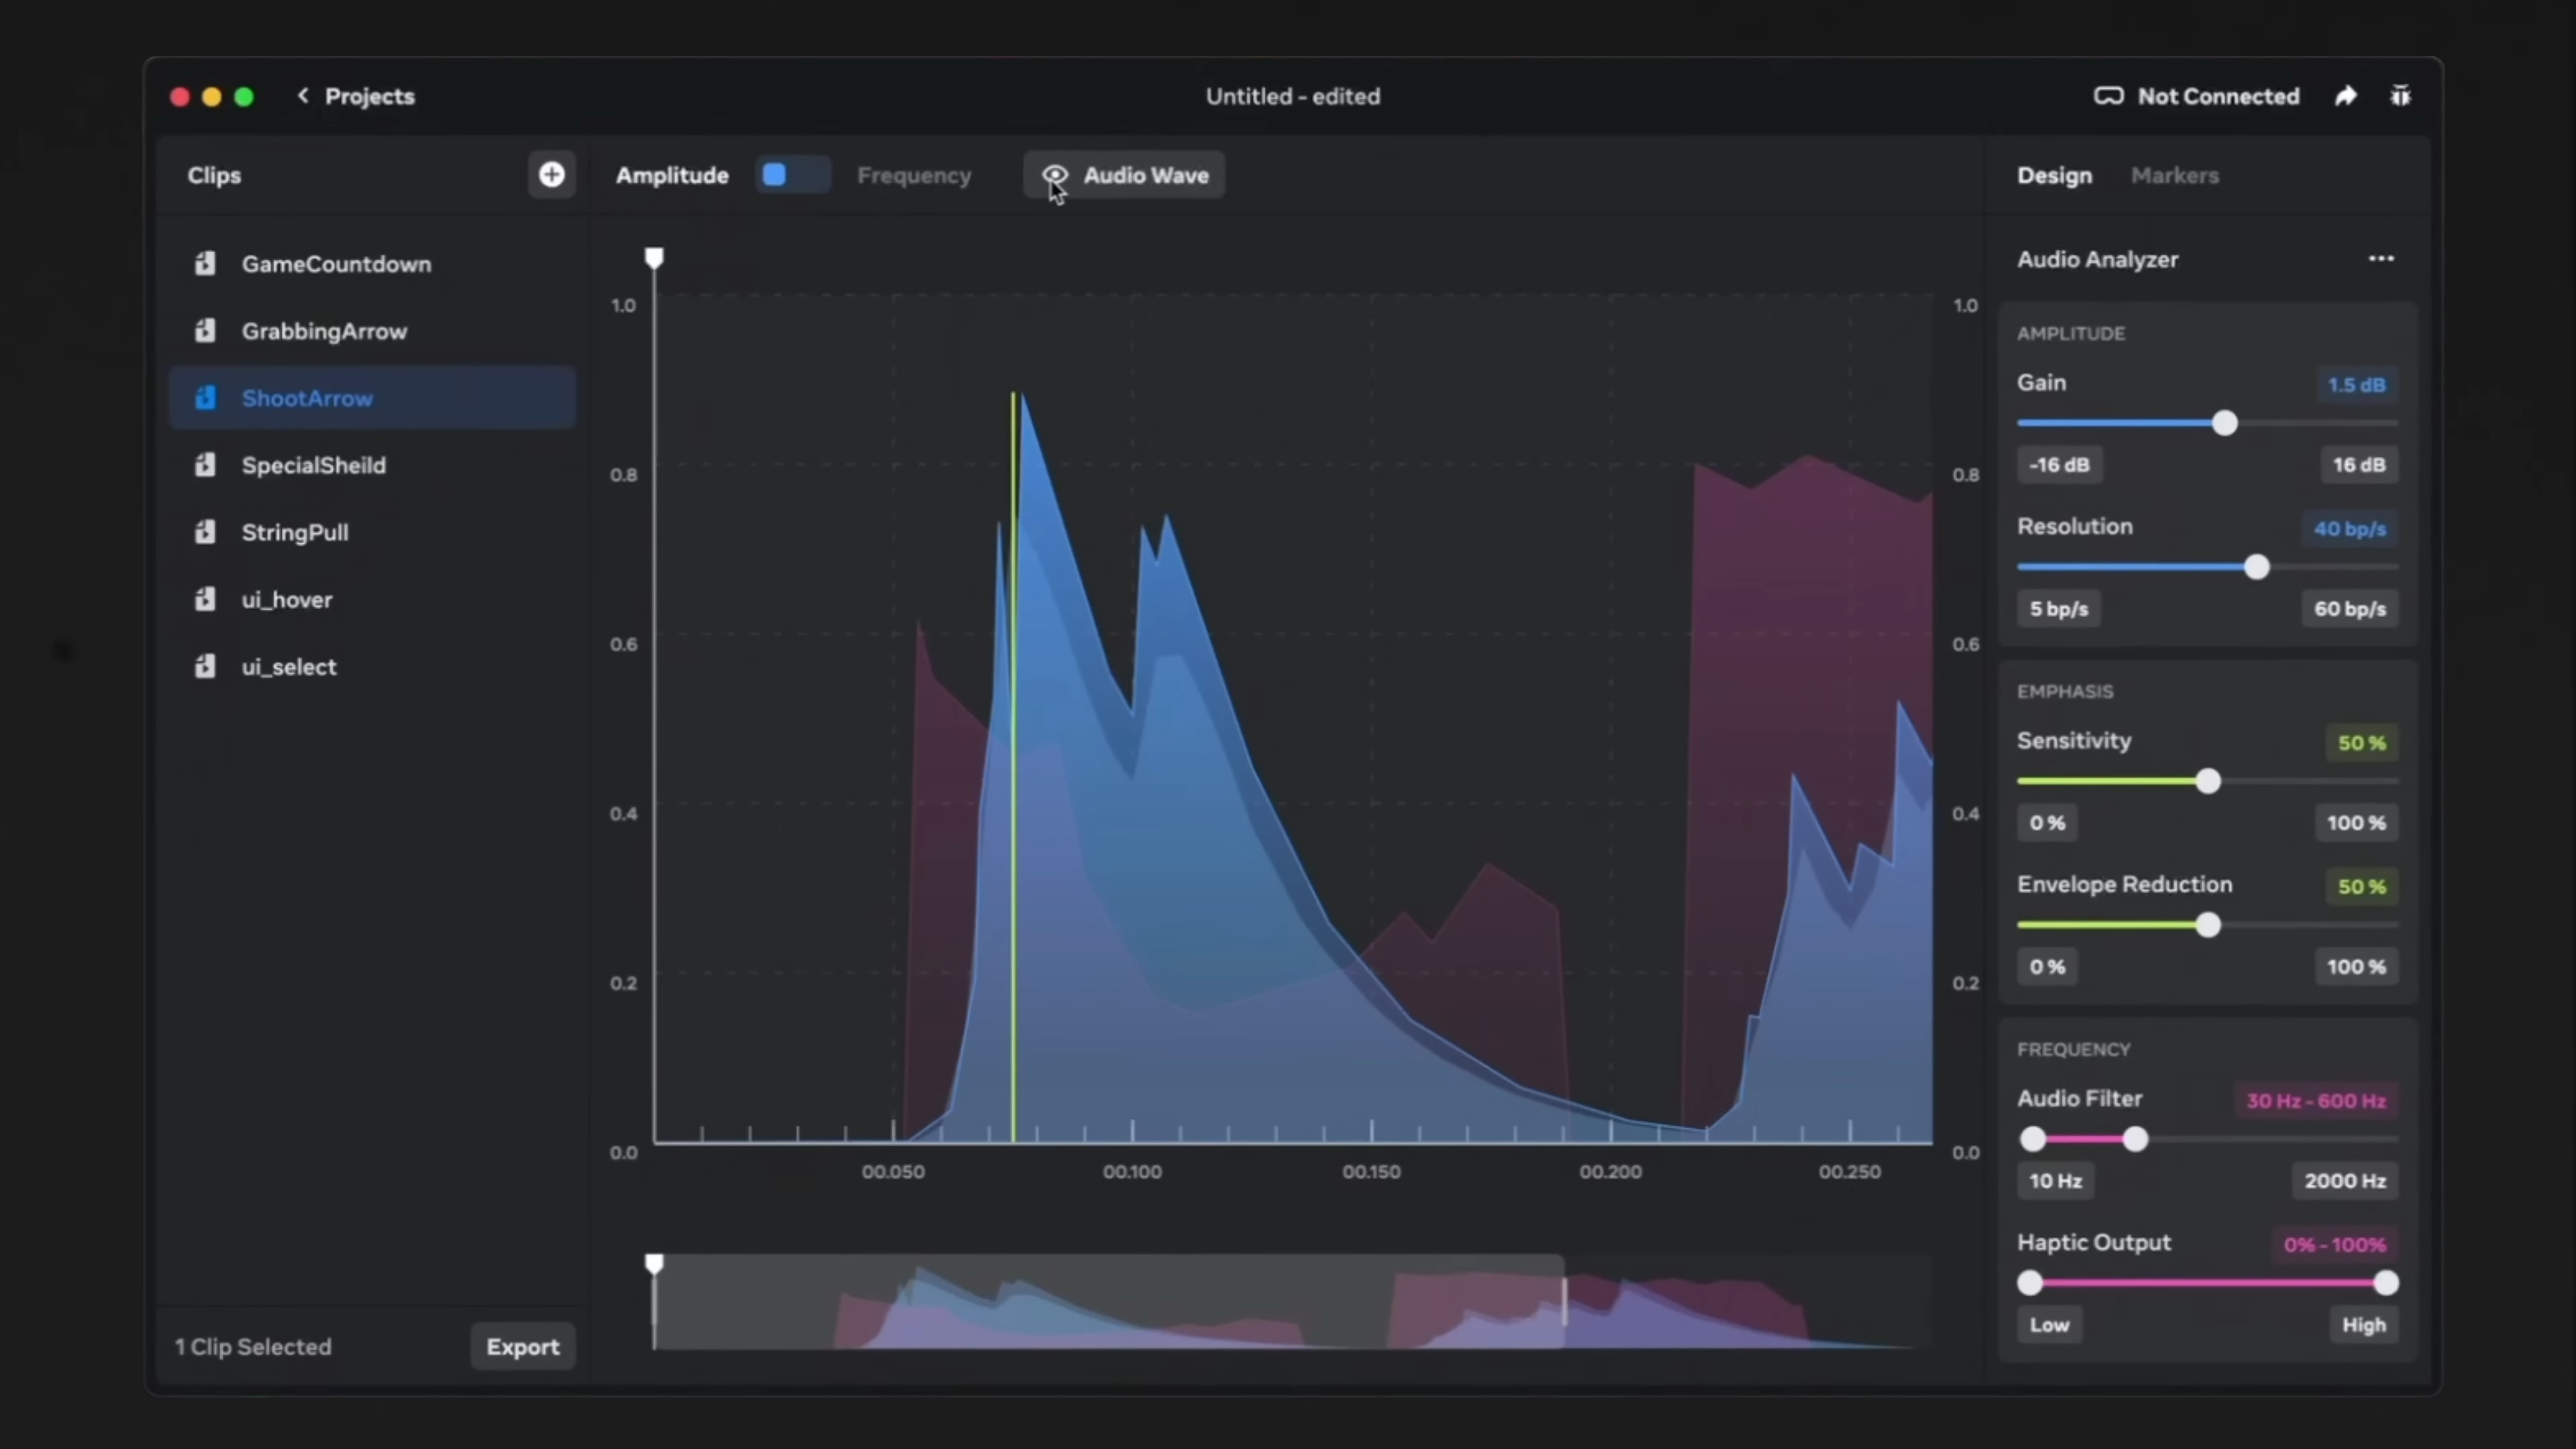 Projects
Untitled - edited
Not Connected
Clips
Amplitude
Frequency
Audio Wave
Design
Markers
GameCountdown
GrabbingArrow
ShootArrow
SpecialSheild
StringPull
ui_hover
ui_select
1 Clip Selected
Export
1.0
0.8
0.6
0.4
0.2
0.0
00.050
00.100
00.150
00.200
00.250
1.0
0.8
0.6
0.4
0.2
0.0
Audio Analyzer
AMPLITUDE
Gain
1.5 dB
-16 dB
16 dB
Resolution
40 bp/s
5 bp/s
60 bp/s
EMPHASIS
Sensitivity
50 %
0 %
100 %
Envelope Reduction
50 %
0 %
100 %
FREQUENCY
Audio Filter
30 Hz - 600 Hz
10 Hz
2000 Hz
Haptic Output
0% - 100%
Low
High